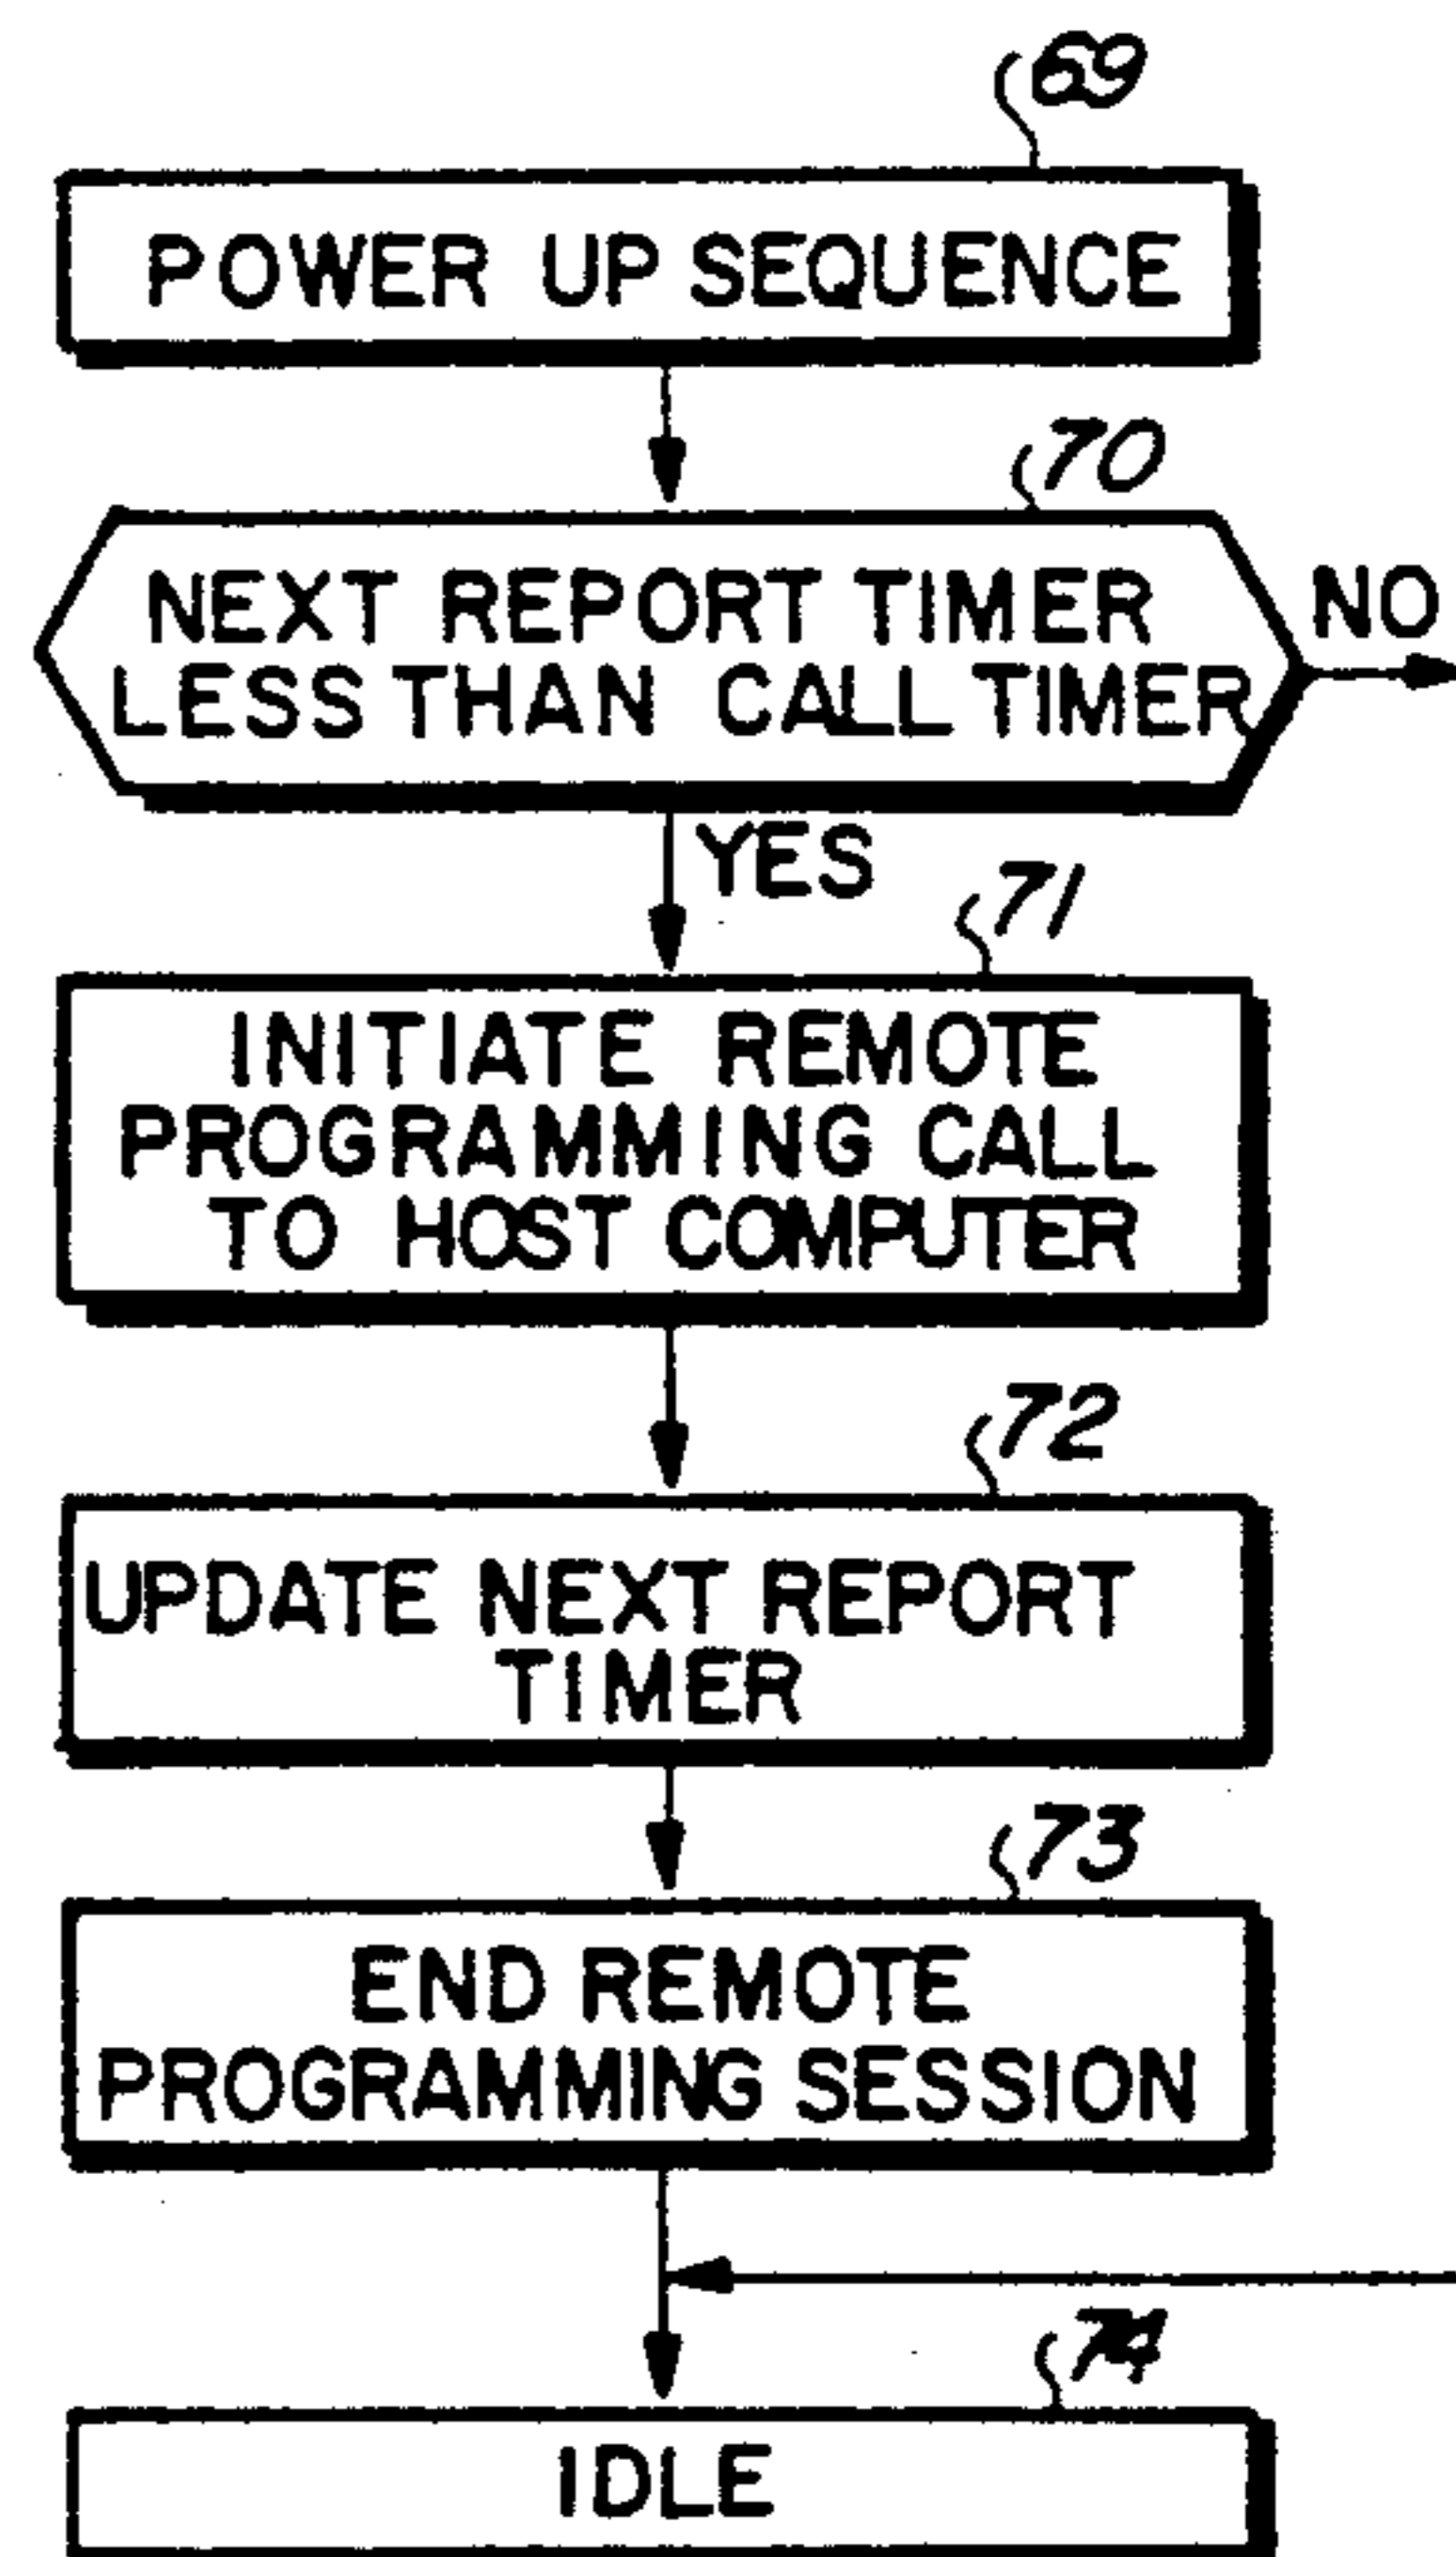 69
POWER UP SEQUENCE
70
NEXT REPORT TIMER
LESS THAN CALL TIMER
NO
YES
71
INITIATE REMOTE
PROGRAMMING CALL
TO HOST COMPUTER
72
UPDATE NEXT REPORT
TIMER
73
END REMOTE
PROGRAMMING SESSION
74
IDLE